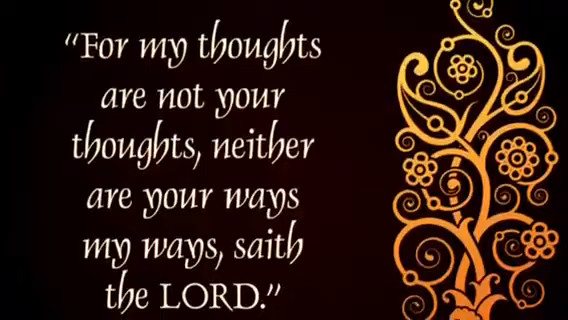 “For my thoughts
are not your
thoughts, neither
are your ways
my ways, saith
the LORD.”